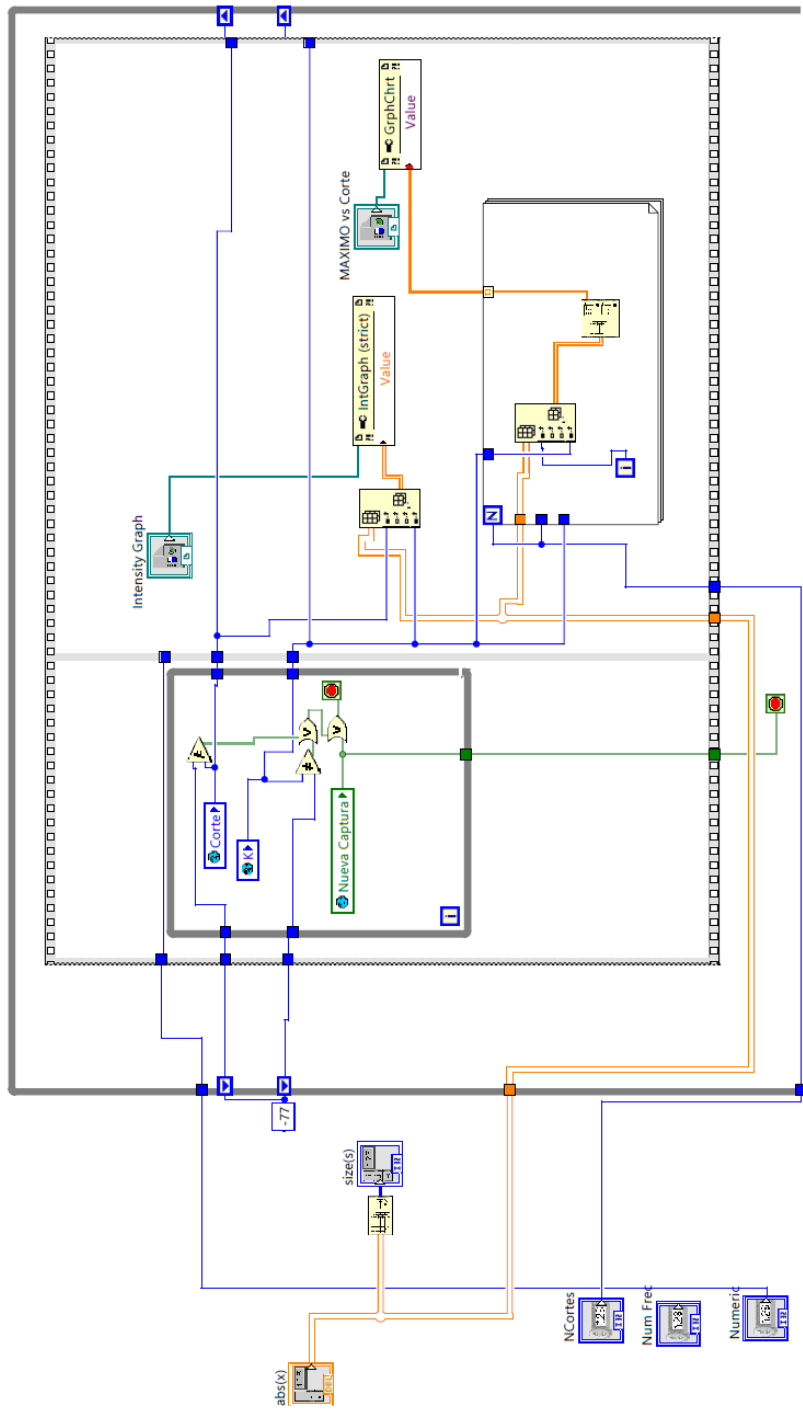 abs(x)
size(s)
NCortes
Num Frec
Numeric
-77
Corte
K
Nueva Captura
i
Intensity Graph
IntGraph (strict)
Value
MAXIMO vs Corte
GrphChrt
Value
N
i